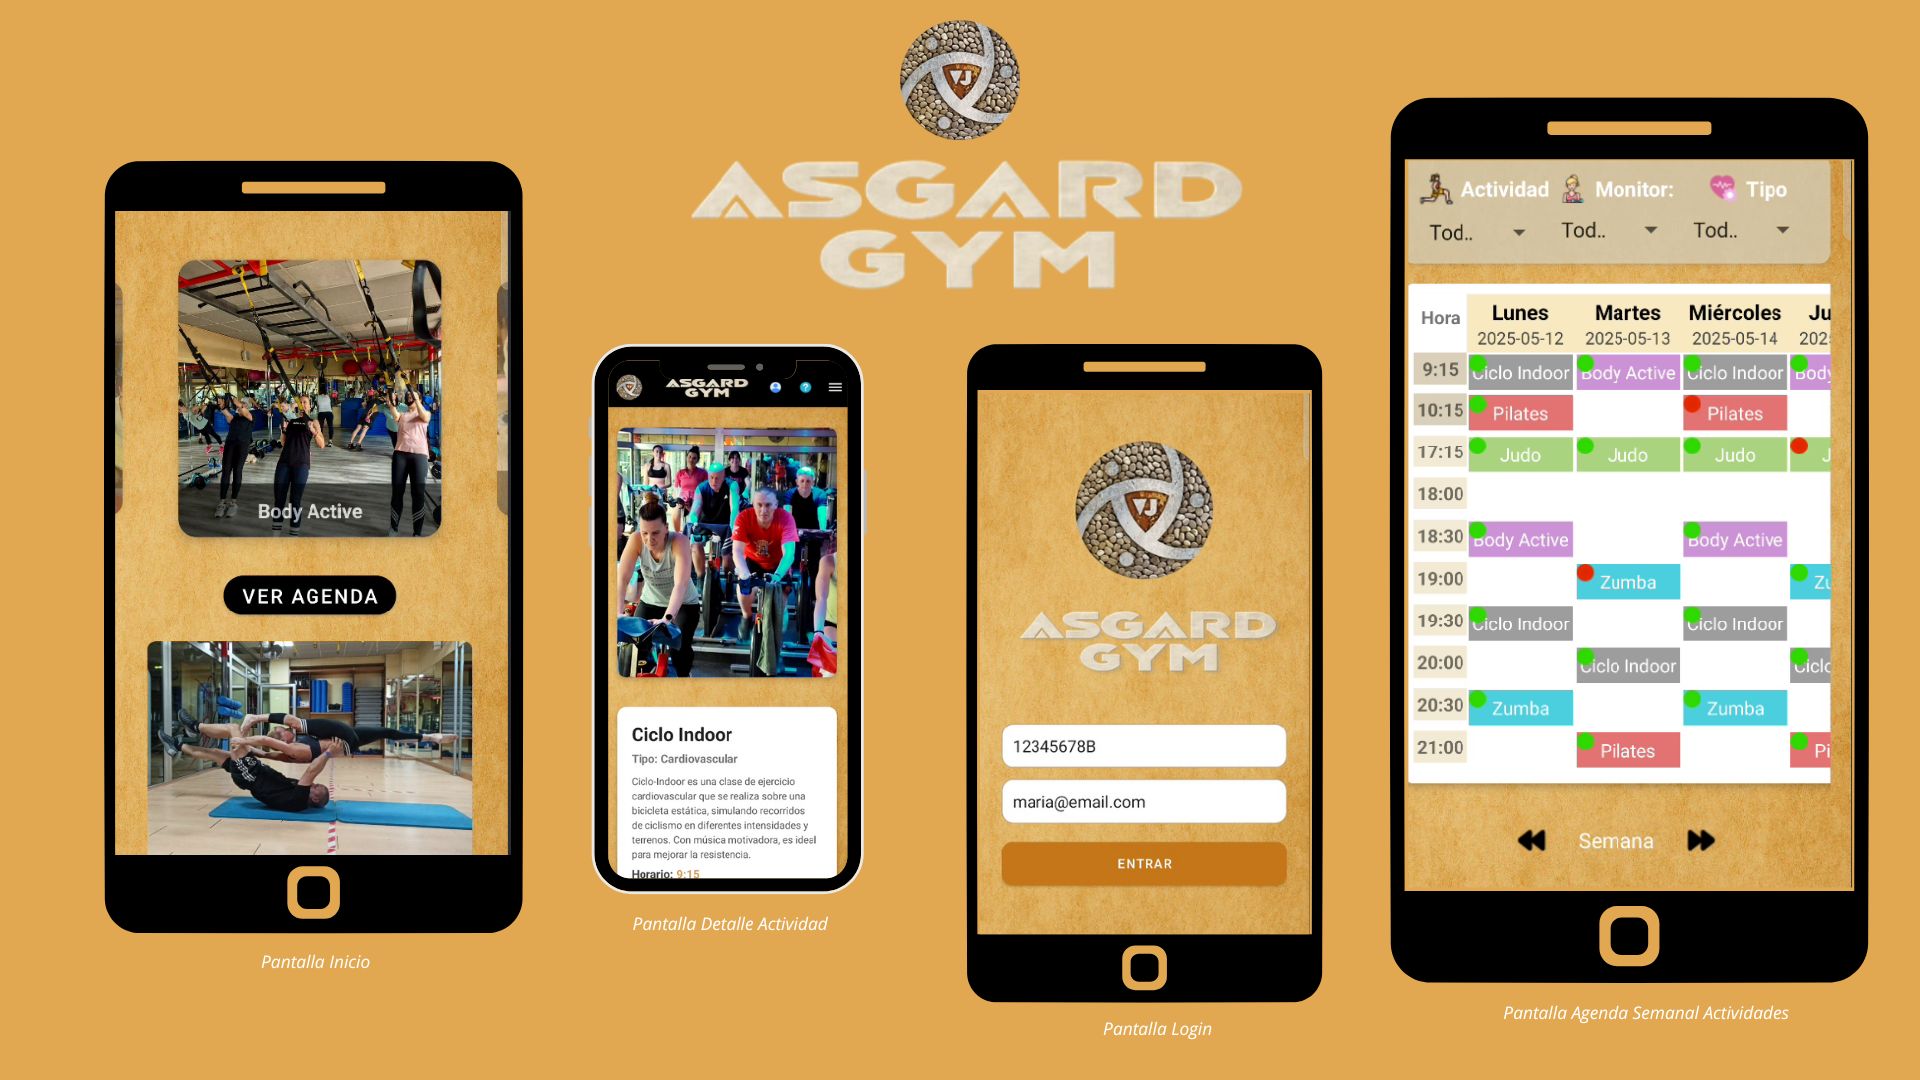 VJ
ASGARD
GYM
Body Active
VER AGENDA
Pantalla Inicio
ASGARD
GYM
Ciclo Indoor
Tipo: Cardiovascular
Ciclo-Indoor es una clase de ejercicio
cardiovascular que se realiza sobre una
bicicleta estática, simulando recorridos
de ciclismo en diferentes intensidades y
terrenos. Con música motivadora, es ideal
para mejorar la resistencia.
Horario: 9:15
Pantalla Detalle Actividad
VJ
ASGARD
GYM
12345678B
maria@email.com
ENTRAR
Pantalla Login
Actividad Monitor: Tipo
Tod.. Tod.. Tod..
Hora Lunes Martes Miércoles Ju
2025-05-12 2025-05-13 2025-05-14 202
9:15 Ciclo Indoor Body Active Ciclo Indoor Body
10:15 Pilates Pilates
17:15 Judo Judo Judo J
18:00
18:30 Body Active Body Active
19:00 Zumba Zu
19:30 Ciclo Indoor Ciclo Indoor
20:00 Ciclo Indoor Ciclo
20:30 Zumba Zumba
21:00 Pilates Pi
Semana
Pantalla Agenda Semanal Actividades